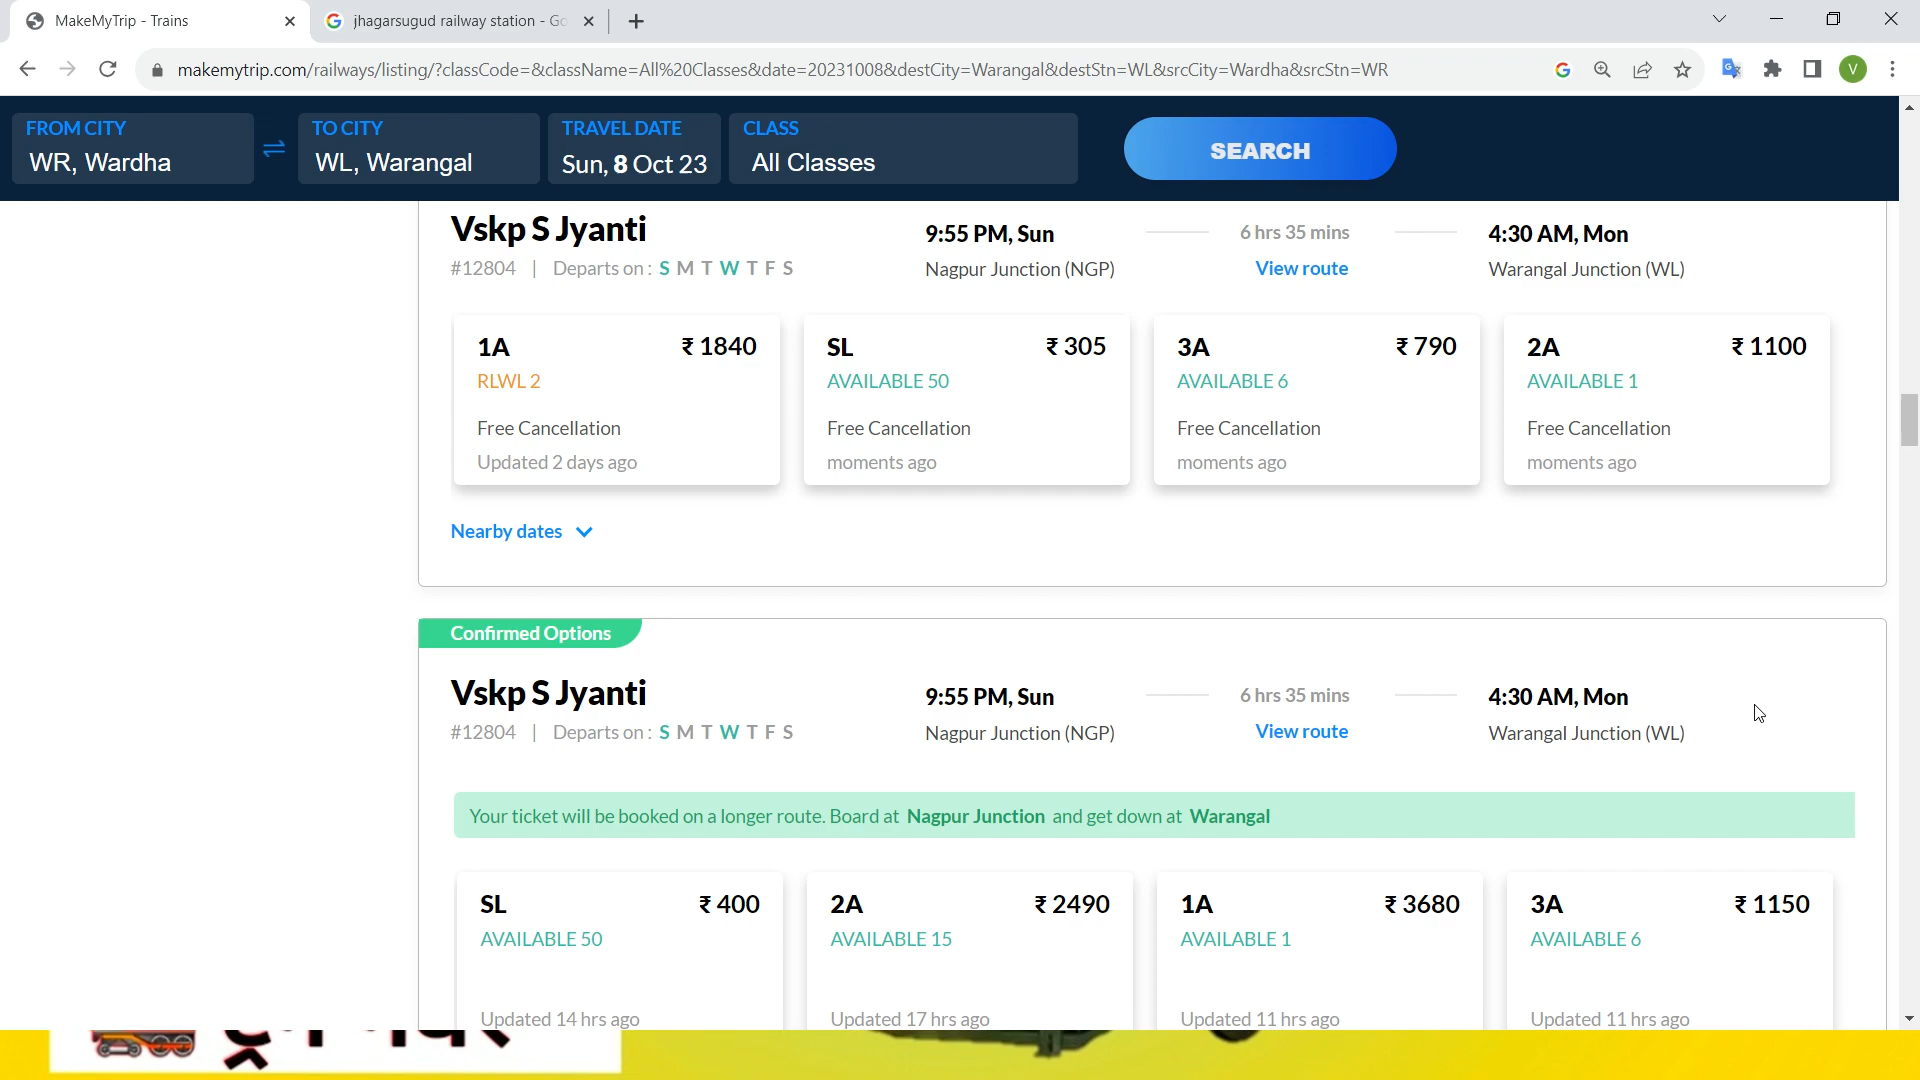 MakeMyTrip - Trains
jhagarsugud railway station - Go
makemytrip.com/railways/listing/?classCode=&className=All%20Classes&date=20231008&destCity=Warangal&destStn=WL&srcCity=Wardha&srcStn=WR
V
FROM CITY
WR, Wardha
TO CITY
WL, Warangal
TRAVEL DATE
Sun, 8 Oct 23
CLASS
All Classes
SEARCH
Vskp S Jyanti
9:55 PM, Sun
6 hrs 35 mins
4:30 AM, Mon
#12804 | Departs on : S M T W T F S
Nagpur Junction (NGP)
View route
Warangal Junction (WL)
1A ₹ 1840
RLWL 2
Free Cancellation
Updated 2 days ago
SL ₹ 305
AVAILABLE 50
Free Cancellation
moments ago
3A ₹ 790
AVAILABLE 6
Free Cancellation
moments ago
2A ₹ 1100
AVAILABLE 1
Free Cancellation
moments ago
Nearby dates
Confirmed Options
Vskp S Jyanti
9:55 PM, Sun
6 hrs 35 mins
4:30 AM, Mon
#12804 | Departs on : S M T W T F S
Nagpur Junction (NGP)
View route
Warangal Junction (WL)
Your ticket will be booked on a longer route. Board at Nagpur Junction and get down at Warangal
SL ₹ 400
AVAILABLE 50
Updated 14 hrs ago
2A ₹ 2490
AVAILABLE 15
Updated 17 hrs ago
1A ₹ 3680
AVAILABLE 1
Updated 11 hrs ago
3A ₹ 1150
AVAILABLE 6
Updated 11 hrs ago